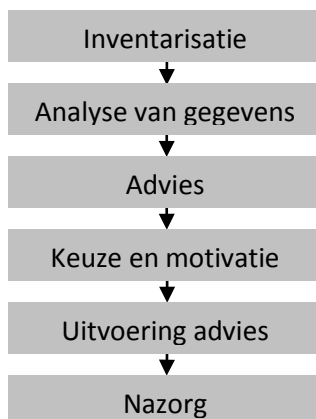 Inventarisatie
Analyse van gegevens
Advies
Keuze en motivatie
Uitvoering advies
Nazorg